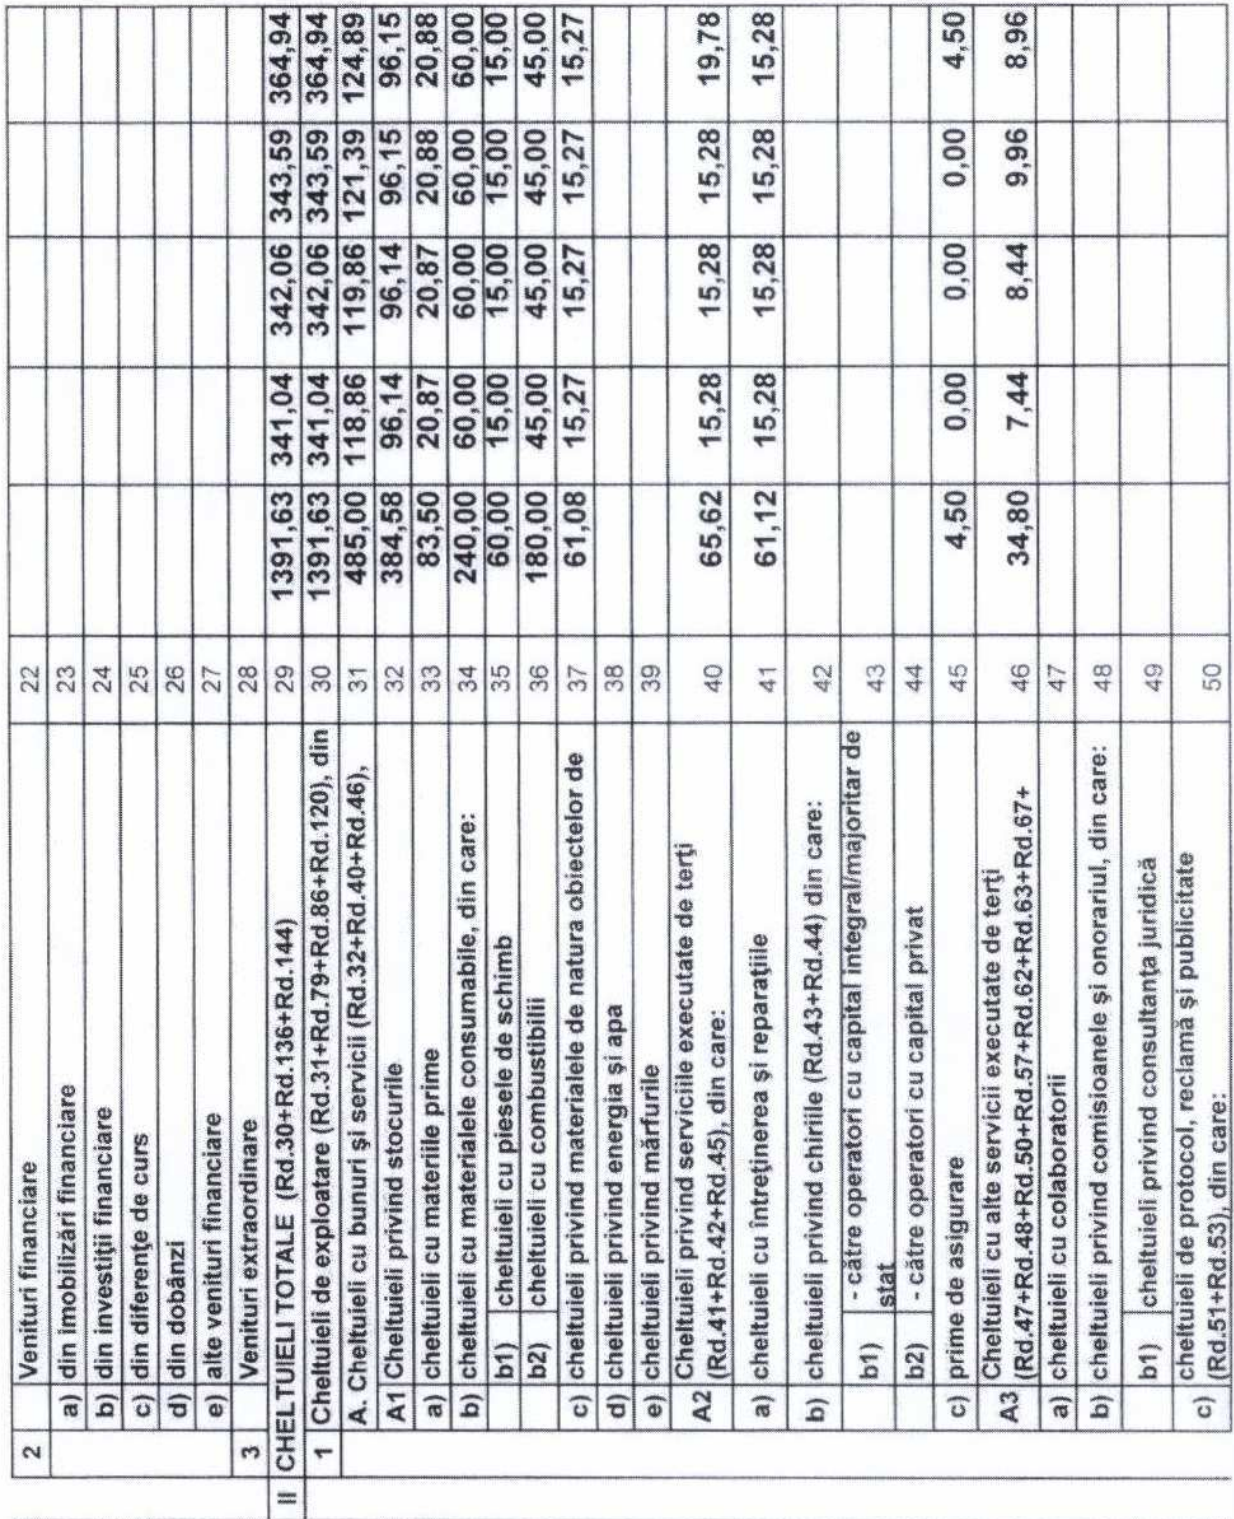 2 Venituri financiare 22
a) din imobilizări financiare 23
b) din investiţii financiare 24
c) din diferenţe de curs 25
d) din dobânzi 26
e) alte venituri financiare 27
3 Venituri extraordinare 28
II CHELTUIELI TOTALE (Rd.30+Rd.136+Rd.144) 29 1391,63 341,04 342,06 343,59 364,94
1 Cheltuieli de exploatare (Rd.31+Rd.79+Rd.86+Rd.120), din 30 1391,63 341,04 342,06 343,59 364,94
A. Cheltuieli cu bunuri şi servicii (Rd.32+Rd.40+Rd.46), 31 485,00 118,86 119,86 121,39 124,89
A1 Cheltuieli privind stocurile 32 384,58 96,14 96,14 96,15 96,15
a) cheltuieli cu materiile prime 33 83,50 20,87 20,87 20,88 20,88
b) cheltuieli cu materialele consumabile, din care: 34 240,00 60,00 60,00 60,00 60,00
b1) cheltuieli cu piesele de schimb 35 60,00 15,00 15,00 15,00 15,00
b2) cheltuieli cu combustibilii 36 180,00 45,00 45,00 45,00 45,00
c) cheltuieli privind materialele de natura obiectelor de 37 61,08 15,27 15,27 15,27 15,27
d) cheltuieli privind energia şi apa 38
e) cheltuieli privind mărfurile 39
A2 Cheltuieli privind serviciile executate de terţi
(Rd.41+Rd.42+Rd.45), din care: 40 65,62 15,28 15,28 15,28 19,78
a) cheltuieli cu întreţinerea şi reparaţiile 41 61,12 15,28 15,28 15,28 15,28
b) cheltuieli privind chiriile (Rd.43+Rd.44) din care: 42
b1) - către operatori cu capital integral/majoritar de
stat 43
b2) - către operatori cu capital privat 44
c) prime de asigurare 45 4,50 0,00 0,00 0,00 4,50
A3 Cheltuieli cu alte servicii executate de terţi
(Rd.47+Rd.48+Rd.50+Rd.57+Rd.62+Rd.63+Rd.67+ 46 34,80 7,44 8,44 9,96 8,96
a) cheltuieli cu colaboratorii 47
b) cheltuieli privind comisioanele şi onorariul, din care: 48
b1) cheltuieli privind consultanţa juridică 49
c) cheltuieli de protocol, reclamă şi publicitate
(Rd.51+Rd.53), din care: 50